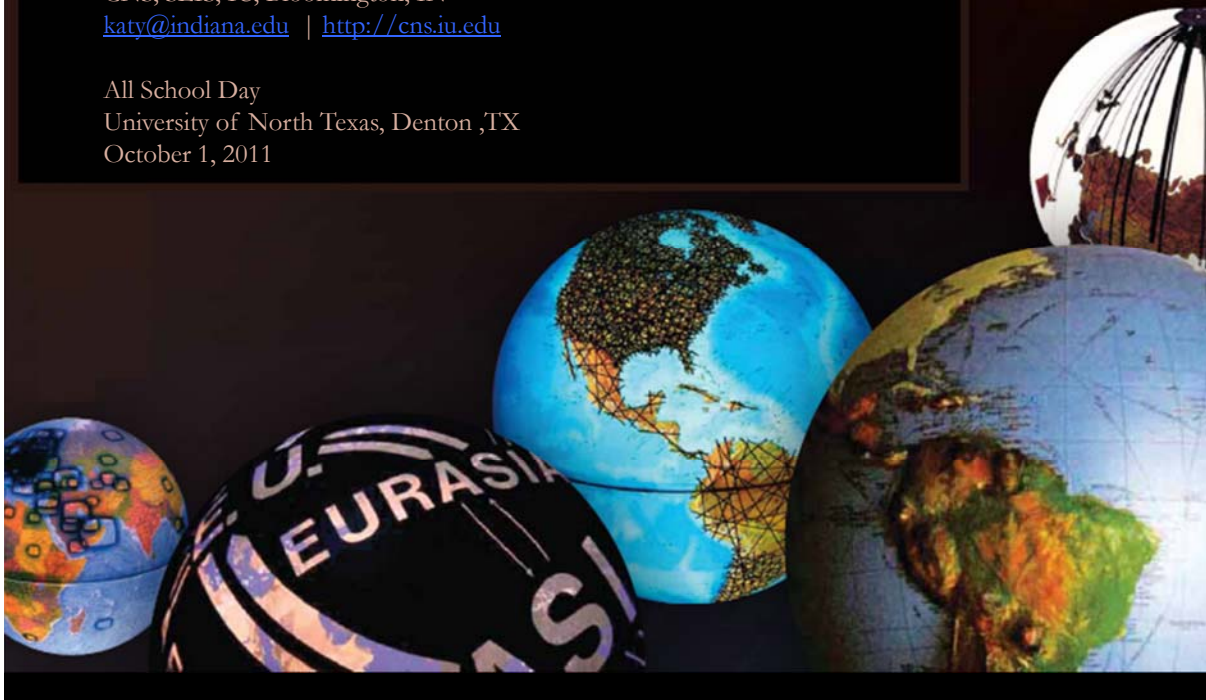 katy@indiana.edu | http://cns.iu.edu
All School Day
University of North Texas, Denton ,TX
October 1, 2011
E.U.
EURASIA